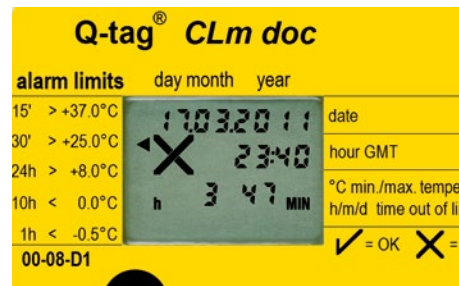 Q-tag® CLm doc
alarm limits day month year
15' > +37.0°C
30' > +25.0°C
24h > +8.0°C
10h < 0.0°C
1h < -0.5°C
00-08-D1
17.03.2011
23:40
h 3 47 MIN
date
hour GMT
°C min./max.
h/m/d time out of
= OK =